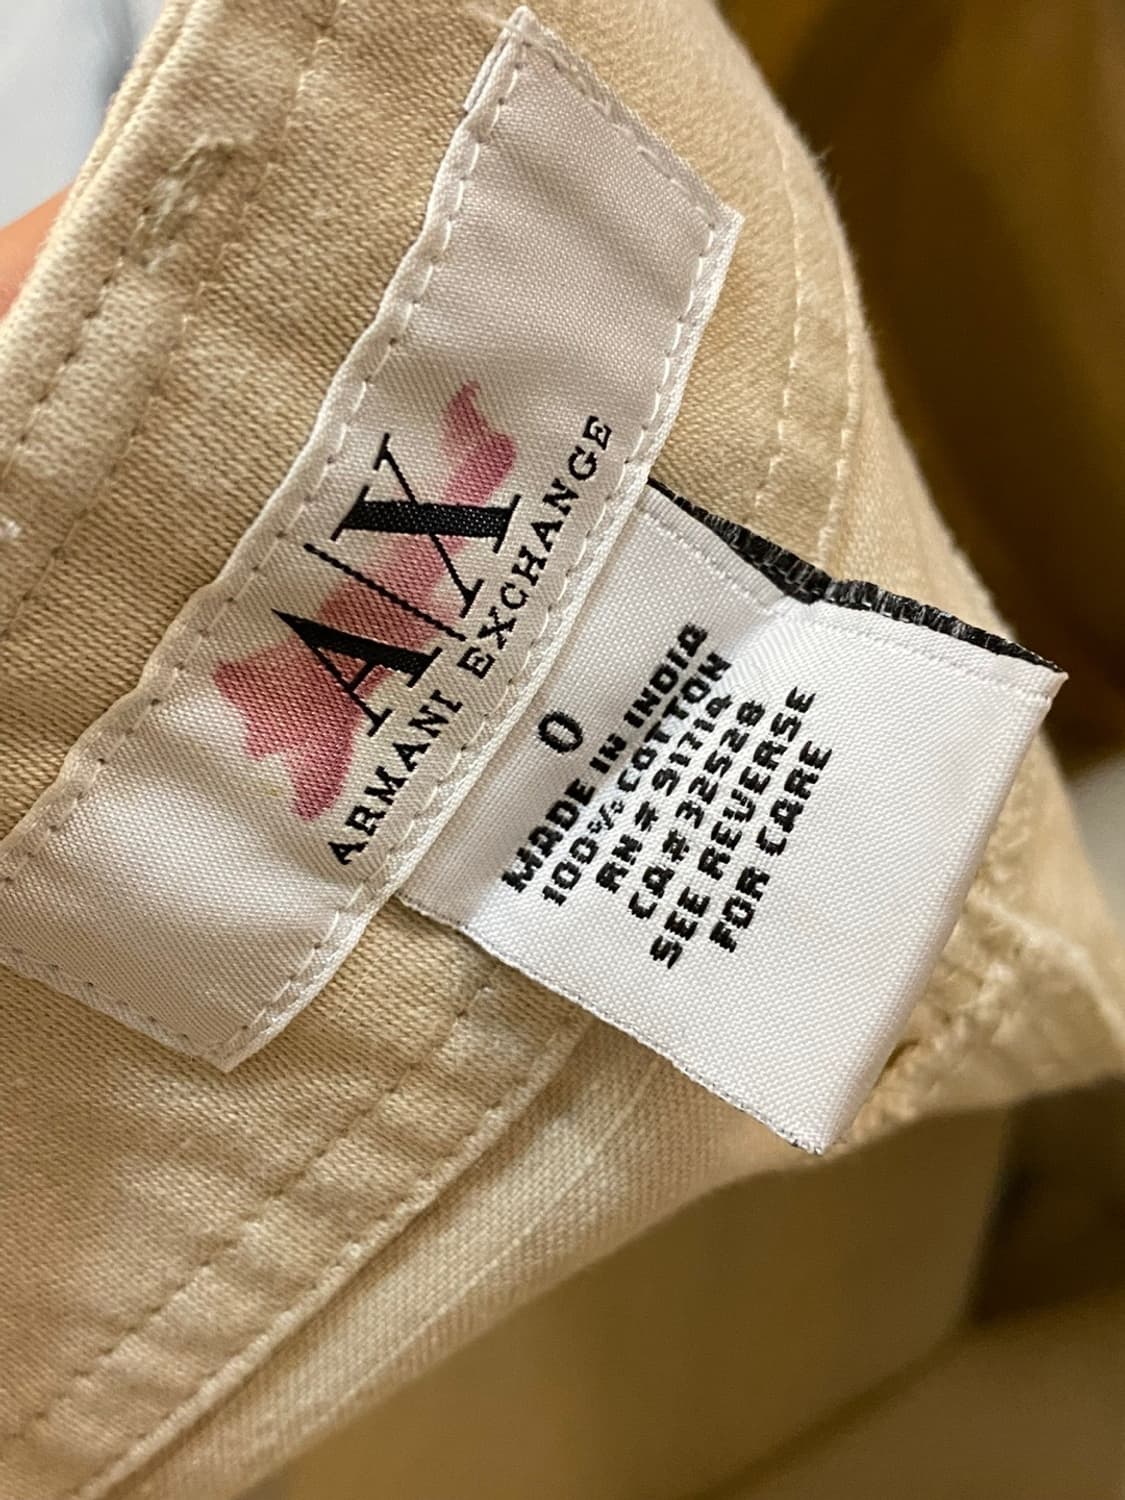 A|X
ARMANI EXCHANGE
0
MADE IN INDIA
100% COTTON
RN # 91714
CA # 32528
SEE REVERSE
FOR CARE